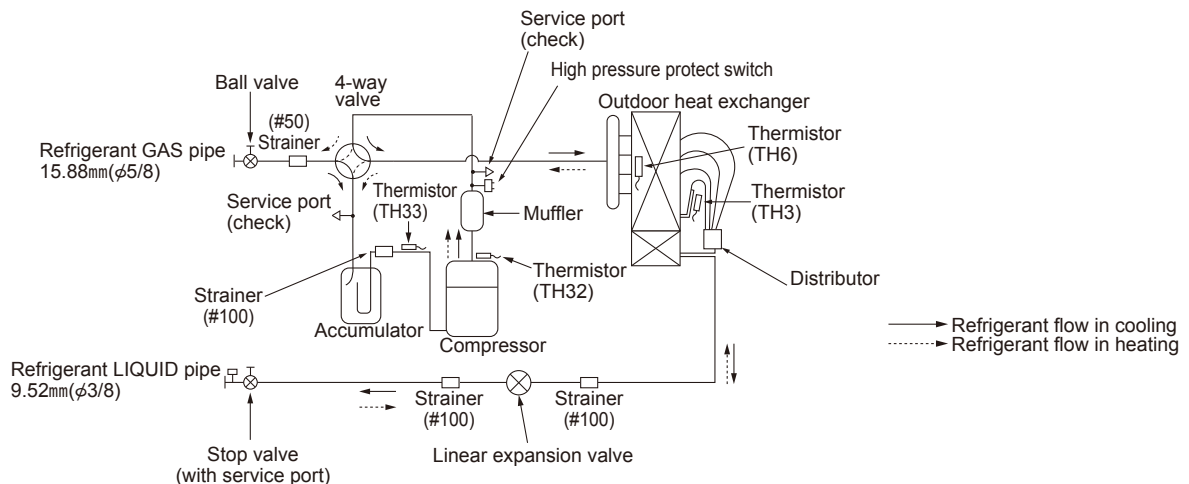 Service port
(check)
High pressure protect switch
Ball valve
4-way
valve
Outdoor heat exchanger
(#50)
Strainer
Thermistor
(TH6)
Refrigerant GAS pipe
15.88mm(ϕ5/8)
Thermistor
(TH33)
Thermistor
(TH3)
Service port
(check)
Muffler
Thermistor
(TH32)
Distributor
Strainer
(#100)
Accumulator
Compressor
Refrigerant flow in cooling
Refrigerant flow in heating
Refrigerant LIQUID pipe
9.52mm(ϕ3/8)
Strainer
(#100)
Strainer
(#100)
Stop valve
(with service port)
Linear expansion valve